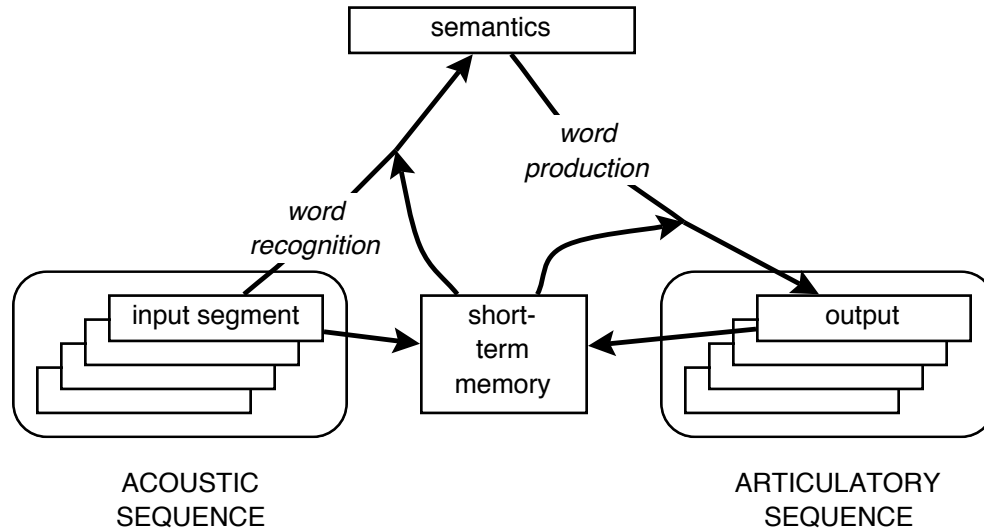 semantics
word
production
word
recognition
input segment
short-
term
memory
output
ACOUSTIC
SEQUENCE
ARTICULATORY
SEQUENCE